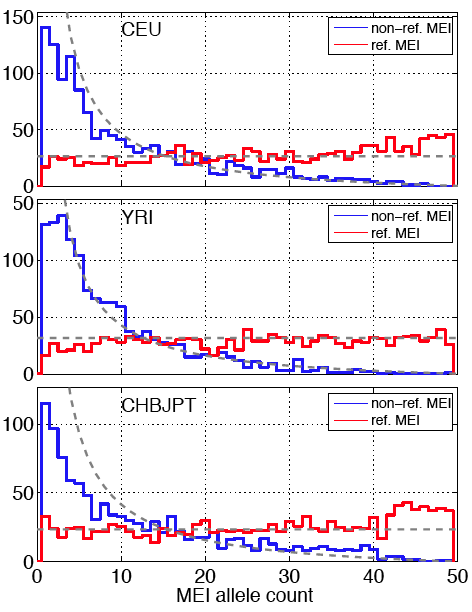 150
CEU
non-ref. MEI
ref. MEI
100
50
0
50
YRI
non-ref. MEI
ref. MEI
100
50
0
CHBJPT
non-ref. MEI
ref. MEI
100
50
0
0 10 20 30 40 50
MEI allele count